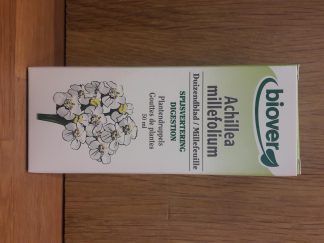 biover
Achillea
millefolium
Duizendblad / Millefeuille
SPIJSVERTERING
DIGESTION
Plantendruppels
Gouttes de plantes
50 ml